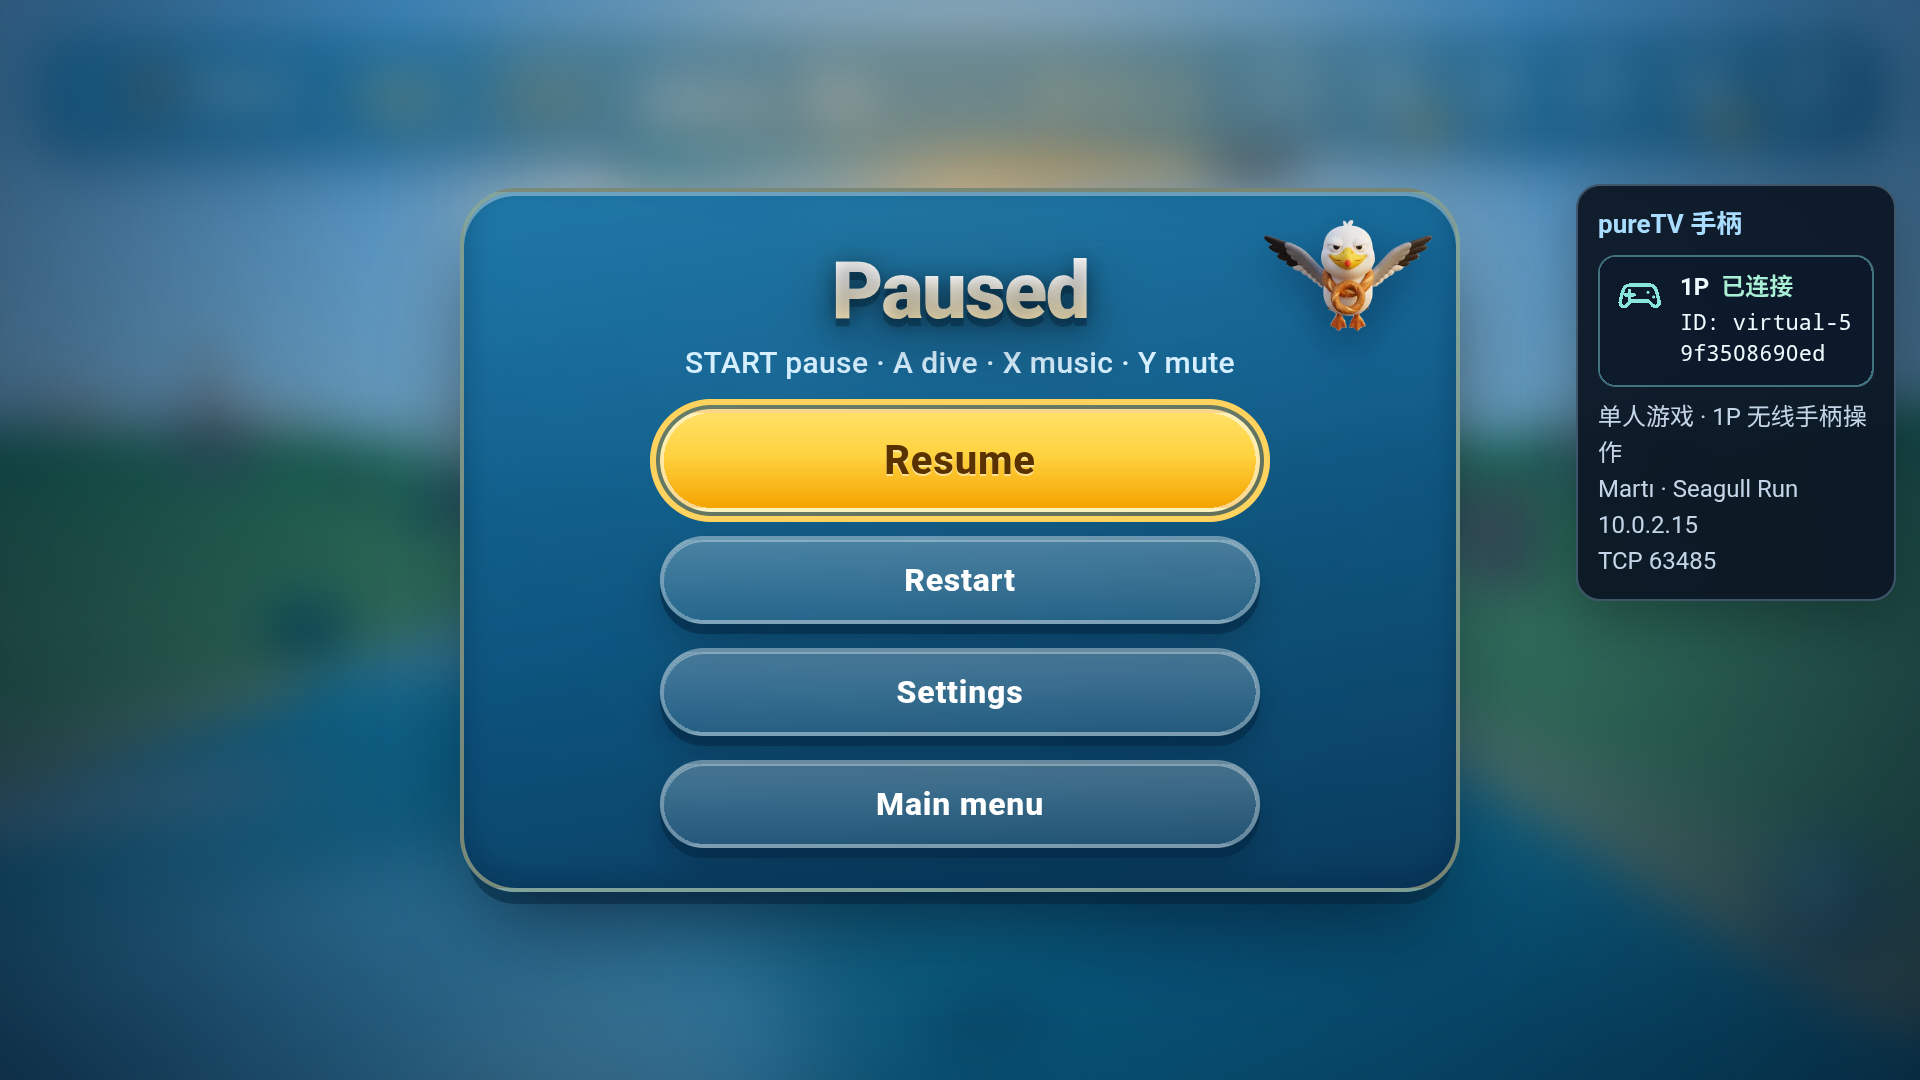 Paused
START pause · A dive · X music · Y mute
Resume
Restart
Settings
Main menu
pureTV 手柄
1P 已连接
ID: virtual-5
9f3508690ed
单人游戏 · 1P 无线手柄操
作
Martı · Seagull Run
10.0.2.15
TCP 63485